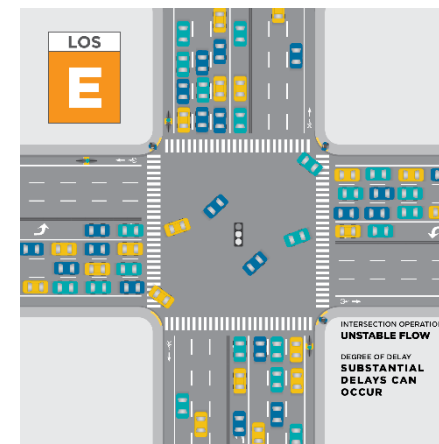 LOS
E
INTERSECTION OPERATION
UNSTABLE FLOW
DEGREE OF DELAY
SUBSTANTIAL
DELAYS CAN
OCCUR